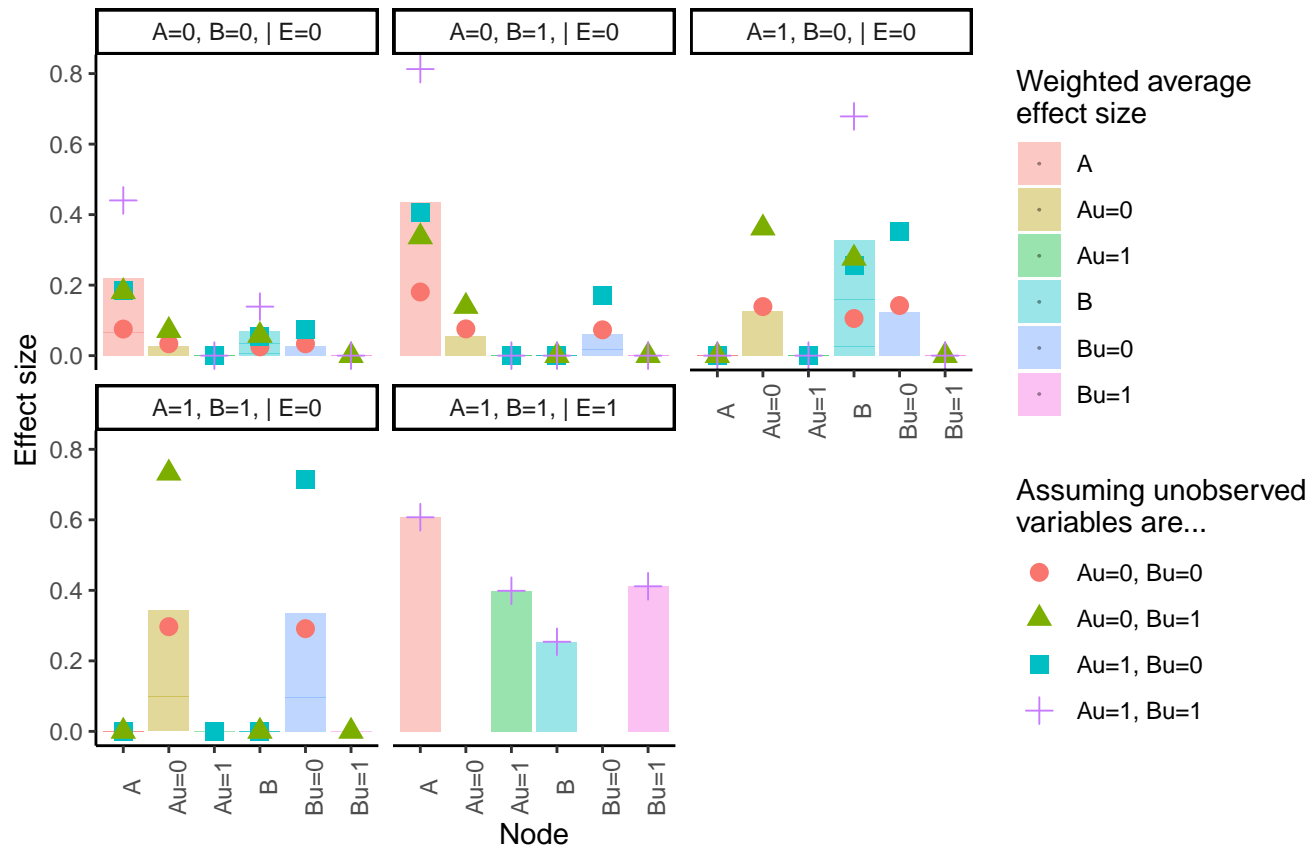 A=0, B=0, | E=0
A=0, B=1, | E=0
A=1, B=0, | E=0
0.8
0.6
0.4
0.2
0.0
A
Au=0
Au=1
B
Bu=0
Bu=1
A=1, B=1, | E=0
A=1, B=1, | E=1
0.8
0.6
0.4
0.2
0.0
A
Au=0
Au=1
B
Bu=0
Bu=1
A
Au=0
Au=1
B
Bu=0
Bu=1
Effect size
Node
Weighted average
effect size
A
Au=0
Au=1
B
Bu=0
Bu=1
Assuming unobserved
variables are...
Au=0, Bu=0
Au=0, Bu=1
Au=1, Bu=0
Au=1, Bu=1